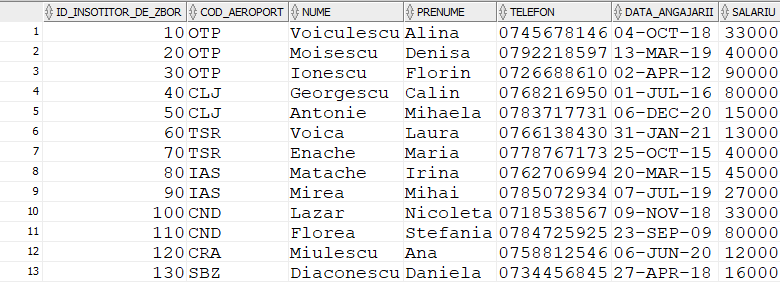 ID_INSOTITOR_DE_ZBOR COD_AEROPORT NUME PRENUME TELEFON DATA_ANGAJARII SALARIU
1 10 OTP Voiculescu Alina 0745678146 04-OCT-18 33000
2 20 OTP Moisescu Denisa 0792218597 13-MAR-19 40000
3 30 OTP Ionescu Florin 0726688610 02-APR-12 90000
4 40 CLJ Georgescu Calin 0768216950 01-JUL-16 80000
5 50 CLJ Antonie Mihaela 0783717731 06-DEC-20 15000
6 60 TSR Voica Laura 0766138430 31-JAN-21 13000
7 70 TSR Enache Maria 0778767173 25-OCT-15 40000
8 80 IAS Matache Irina 0762706994 20-MAR-15 45000
9 90 IAS Mirea Mihai 0785072934 07-JUL-19 27000
10 100 CND Lazar Nicoleta 0718538567 09-NOV-18 33000
11 110 CND Florea Stefania 0784725925 23-SEP-09 80000
12 120 CRA Miulescu Ana 0758812546 06-JUN-20 12000
13 130 SBZ Diaconescu Daniela 0734456845 27-APR-18 16000